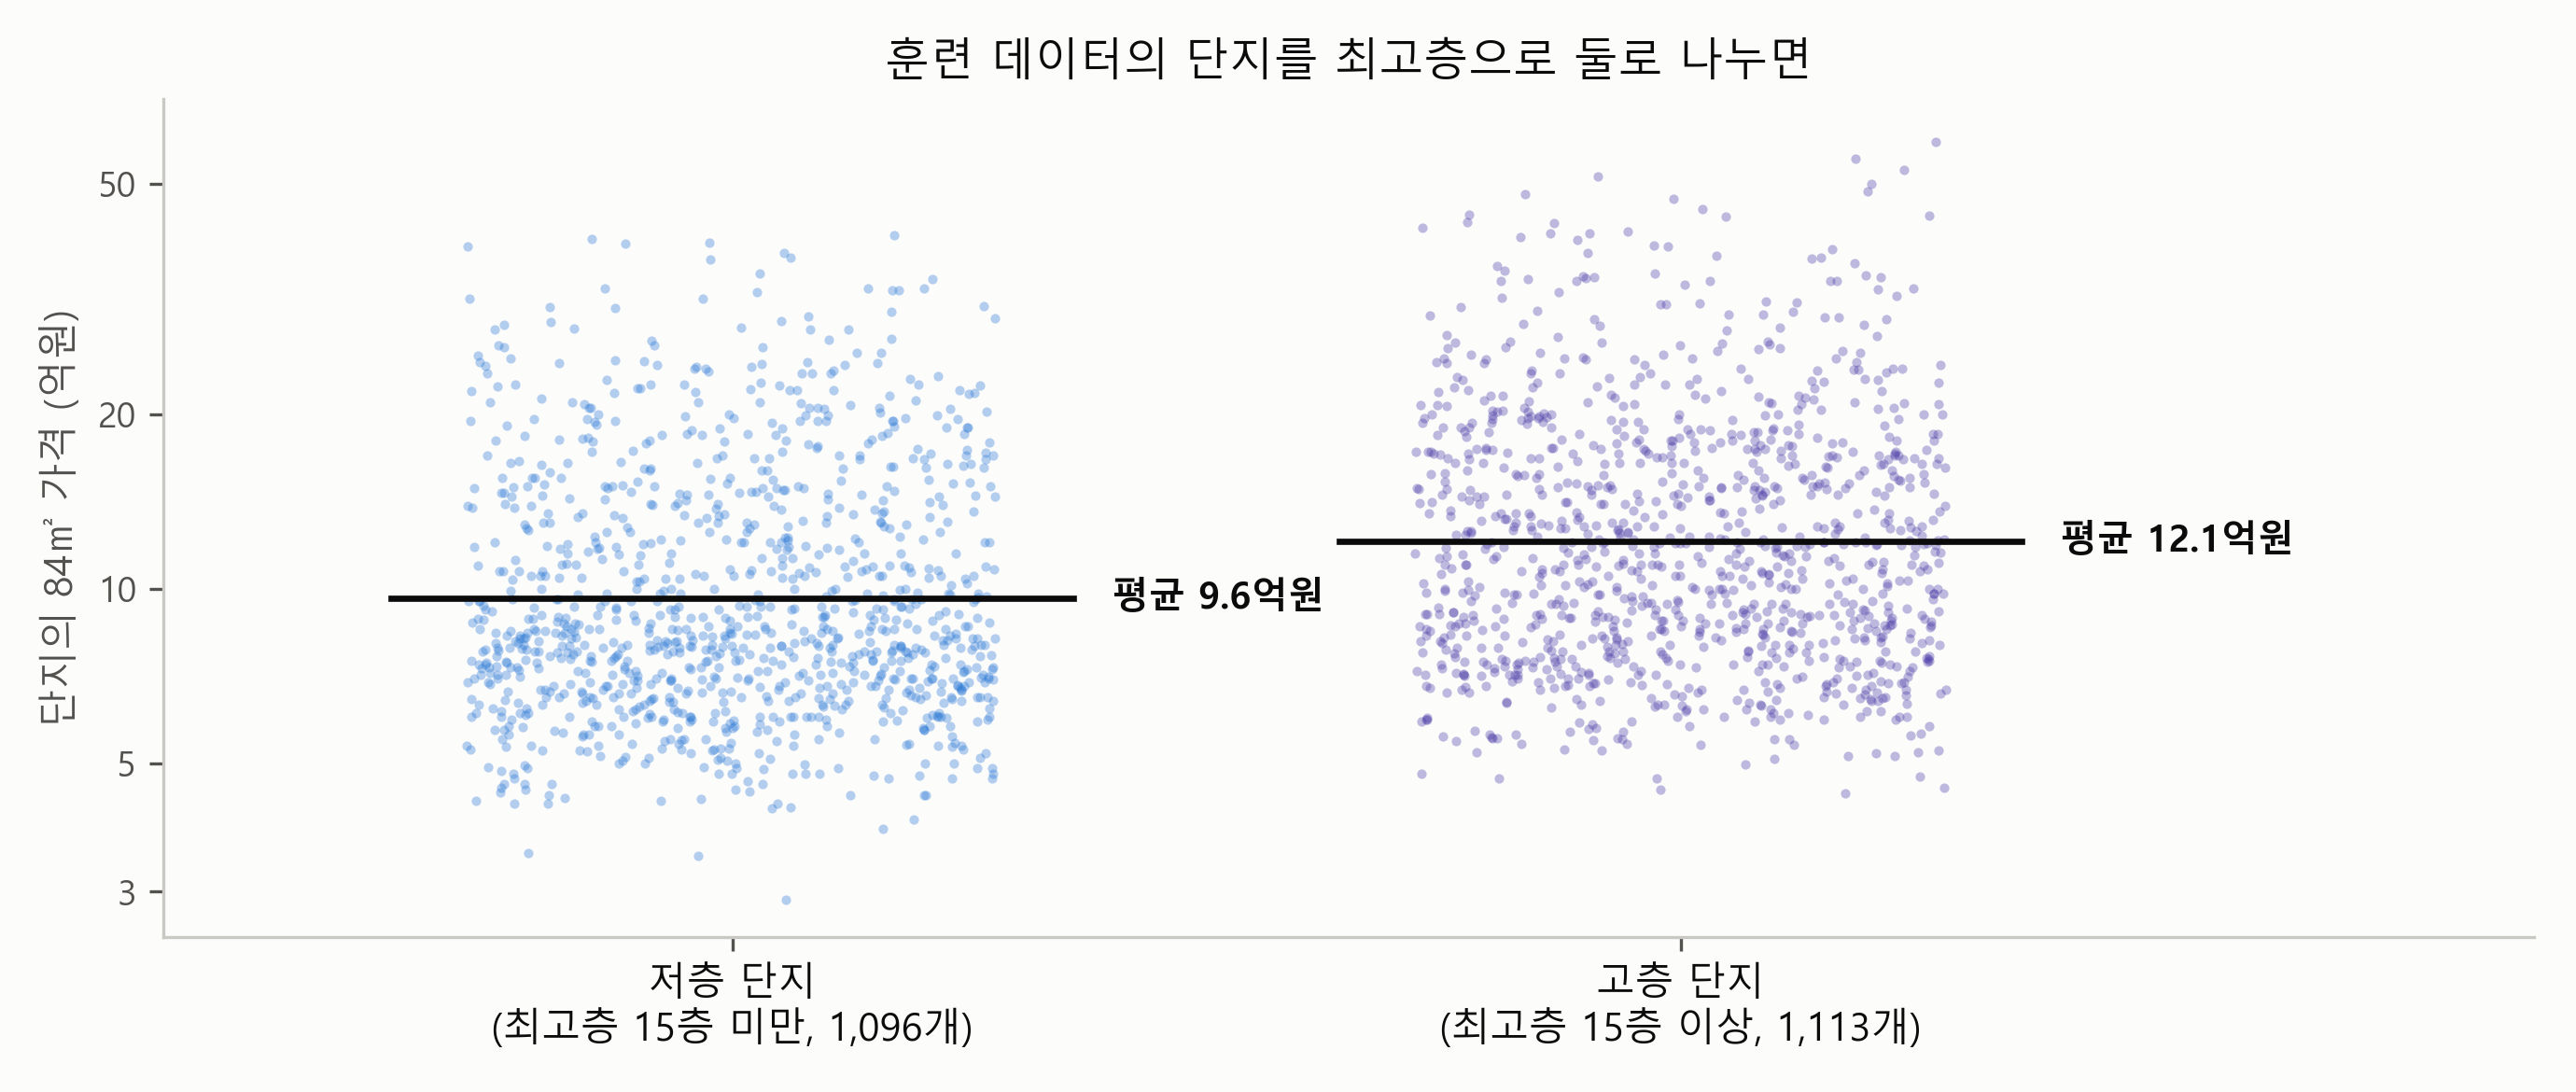 훈련 데이터의 단지를 최고층으로 둘로 나누면
단지의 84㎡ 가격 (억원)
50
20
10
5
3
평균 9.6억원
평균 12.1억원
저층 단지
(최고층 15층 미만, 1,096개)
고층 단지
(최고층 15층 이상, 1,113개)